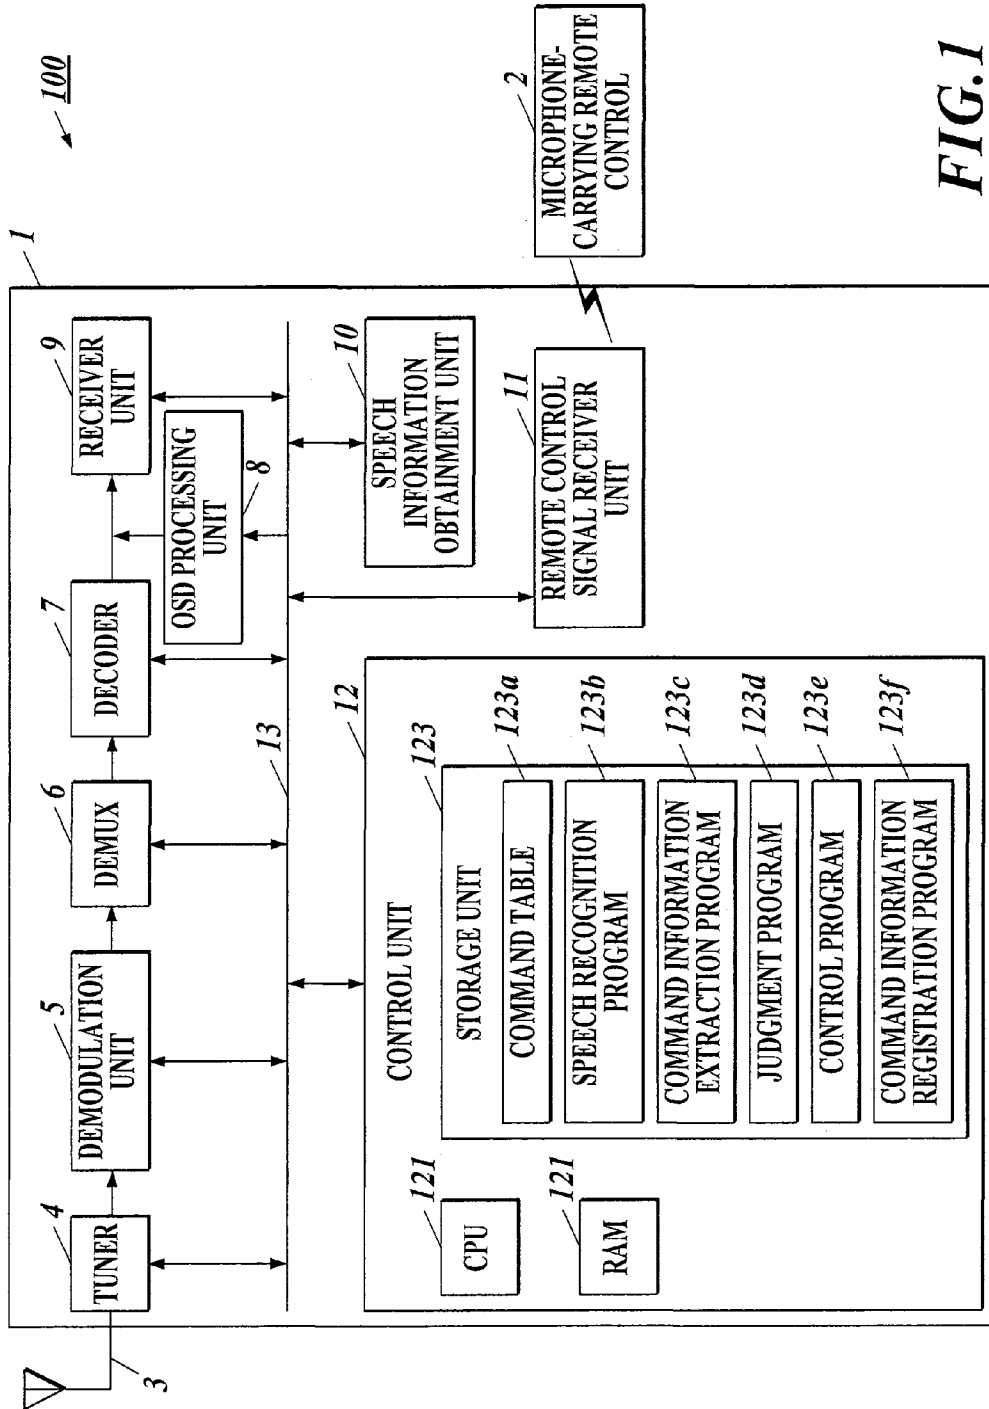 100
1
3
4
TUNER
5
DEMODULATION
UNIT
6
DEMUX
7
DECODER
OSD PROCESSING
UNIT
8
9
RECEIVER
UNIT
13
10
SPEECH
INFORMATION
OBTAINMENT UNIT
11
REMOTE CONTROL
SIGNAL RECEIVER
UNIT
2
MICROPHONE-
CARRYING REMOTE
CONTROL
12
CONTROL UNIT
121
CPU
121
RAM
123
STORAGE UNIT
123a
COMMAND TABLE
123b
SPEECH RECOGNITION
PROGRAM
123c
COMMAND INFORMATION
EXTRACTION PROGRAM
123d
JUDGMENT PROGRAM
123e
CONTROL PROGRAM
123f
COMMAND INFORMATION
REGISTRATION PROGRAM
FIG.1